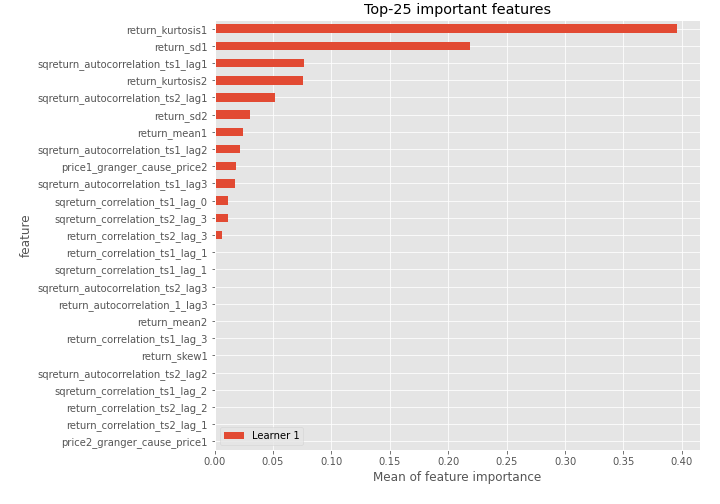 Top-25 important features
return_kurtosis1
return_sd1
sqreturn_autocorrelation_ts1_lag1
return_kurtosis2
sqreturn_autocorrelation_ts2_lag1
return_sd2
return_mean1
sqreturn_autocorrelation_ts1_lag2
price1_granger_cause_price2
sqreturn_autocorrelation_ts1_lag3
sqreturn_correlation_ts1_lag_0
sqreturn_correlation_ts2_lag_3
return_correlation_ts2_lag_3
return_correlation_ts1_lag_1
sqreturn_correlation_ts1_lag_1
sqreturn_autocorrelation_ts2_lag3
return_autocorrelation_1_lag3
return_mean2
return_correlation_ts1_lag_3
return_skew1
sqreturn_autocorrelation_ts2_lag2
sqreturn_correlation_ts1_lag_2
return_correlation_ts2_lag_2
return_correlation_ts2_lag_1
price2_granger_cause_price1
feature
Learner 1
0.00 0.05 0.10 0.15 0.20 0.25 0.30 0.35 0.40
Mean of feature importance